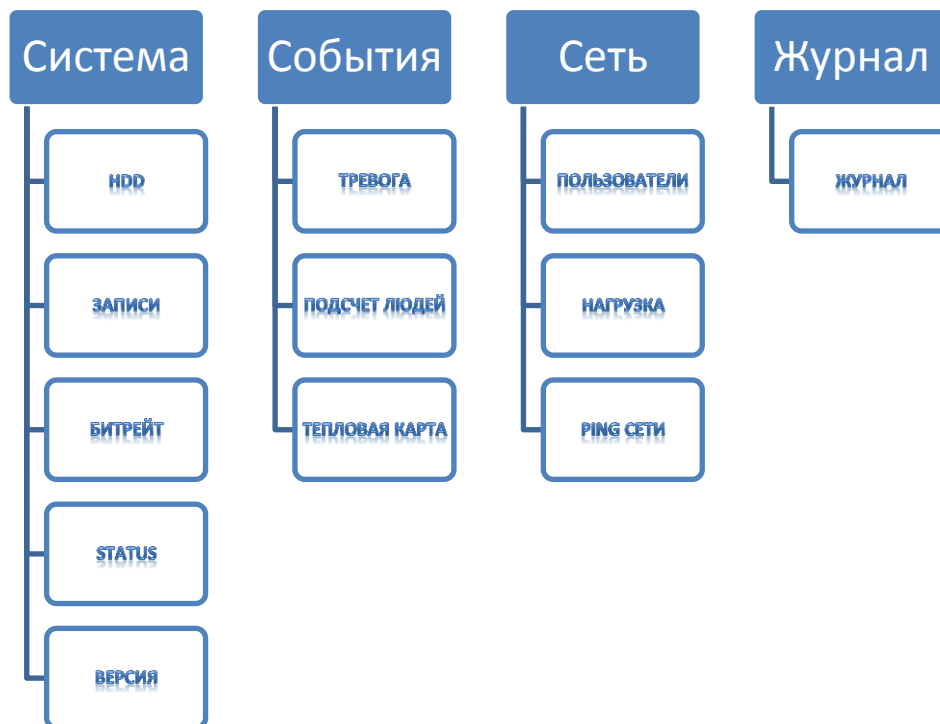 Система
HDD
ЗАПИСИ
БИТРЕЙТ
STATUS
ВЕРСИЯ
События
ТРЕВОГА
ПОДСЧЕТ ЛЮДЕЙ
ТЕПЛОВАЯ КАРТА
Сеть
ПОЛЬЗОВАТЕЛИ
НАГРУЗКА
PING СЕТИ
Журнал
ЖУРНАЛ